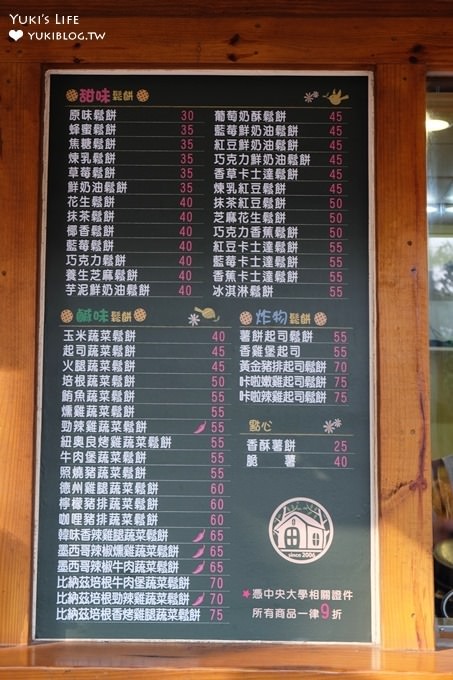 YUKI'S LIFE
YUKIBLOG.TW
甜味鬆餅
原味鬆餅 30
蜂蜜鬆餅 35
焦糖鬆餅 35
煉乳鬆餅 35
草莓鬆餅 35
鮮奶油鬆餅 35
花生鬆餅 40
抹茶鬆餅 40
椰香鬆餅 40
藍莓鬆餅 40
巧克力鬆餅 40
養生芝麻鬆餅 40
芋泥鮮奶油鬆餅 40
葡萄奶酥鬆餅 45
藍莓鮮奶油鬆餅 45
紅豆鮮奶油鬆餅 45
巧克力鮮奶油鬆餅 45
香草卡士達鬆餅 45
煉乳紅豆鬆餅 45
抹茶紅豆鬆餅 50
芝麻花生鬆餅 50
巧克力香蕉鬆餅 50
紅豆卡士達鬆餅 55
藍莓卡士達鬆餅 55
香蕉卡士達鬆餅 55
冰淇淋鬆餅 55
鹹味鬆餅
玉米蔬菜鬆餅 40
起司蔬菜鬆餅 45
火腿蔬菜鬆餅 45
培根蔬菜鬆餅 50
鮪魚蔬菜鬆餅 55
燻雞蔬菜鬆餅 55
勁辣雞蔬菜鬆餅 55
紐奧良烤雞蔬菜鬆餅 55
牛肉堡蔬菜鬆餅 55
照燒豬蔬菜鬆餅 55
德州雞腿蔬菜鬆餅 60
檸檬豬排蔬菜鬆餅 60
咖哩豬排蔬菜鬆餅 60
韓味香辣雞腿蔬菜鬆餅 65
墨西哥辣椒燻雞蔬菜鬆餅 65
墨西哥辣椒牛肉蔬菜鬆餅 65
比納茲培根牛肉堡蔬菜鬆餅 70
比納茲培根勁辣雞蔬菜鬆餅 70
比納茲培根香烤雞腿蔬菜鬆餅 75
炸物鬆餅
薯餅起司鬆餅 55
香雞堡起司 55
黃金豬排起司鬆餅 70
咔啦嫩雞起司鬆餅 75
咔啦辣雞起司鬆餅 75
點心
香酥薯餅 25
脆薯 40
since 2006
★憑中央大學相關證件
所有商品一律9折